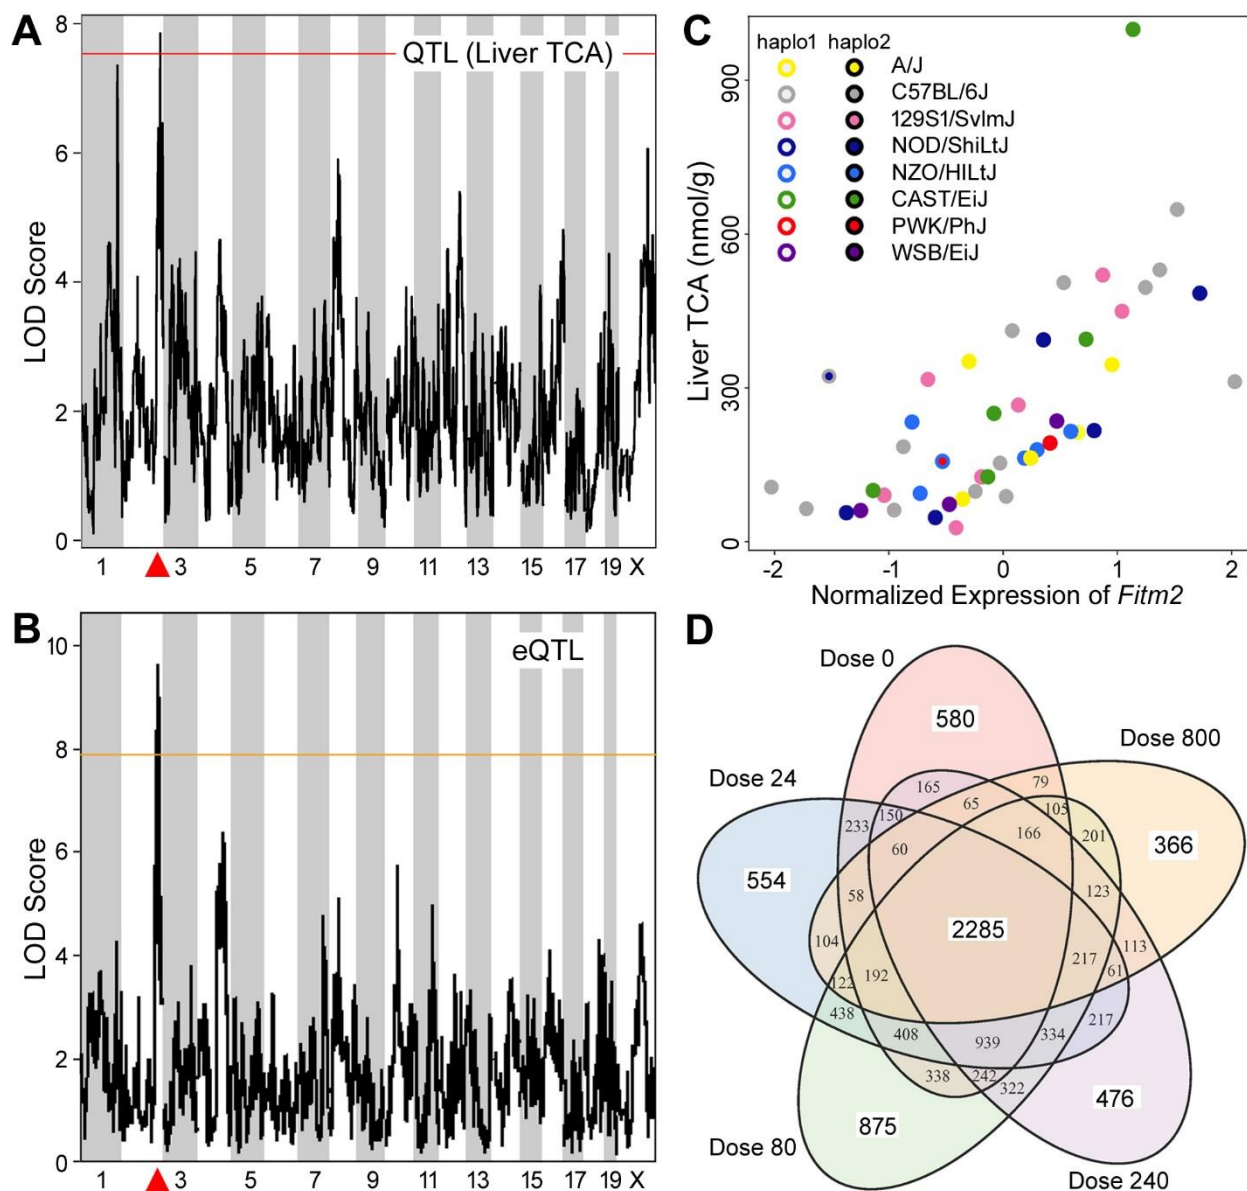 A
QTL (Liver TCA)
LOD Score
8
6
4
2
0
1 3 5 7 9 11 13 15 17 19 X
B
eQTL
LOD Score
10
8
6
4
2
0
1 3 5 7 9 11 13 15 17 19 X
C
haplo1 haplo2
A/J
C57BL/6J
129S1/SvImJ
NOD/ShiLtJ
NZO/HILtJ
CAST/EiJ
PWK/PhJ
WSB/EiJ
Liver TCA (nmol/g)
900
600
300
0
-2 -1 0 1 2
Normalized Expression of Fitm2
D
Dose 0
580
Dose 800
Dose 24
79
165
65
105
150
233
166
201
60
366
554
58
123
2285
104
113
217
61
122
192
438
217
408
334
939
338
242
322
476
875
Dose 80
Dose 240